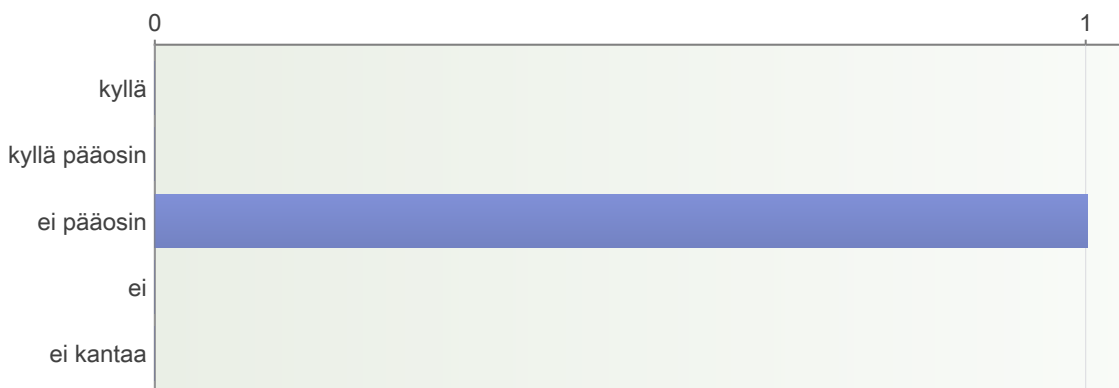 0 1
kyllä
kyllä pääosin
ei pääosin
ei
ei kantaa